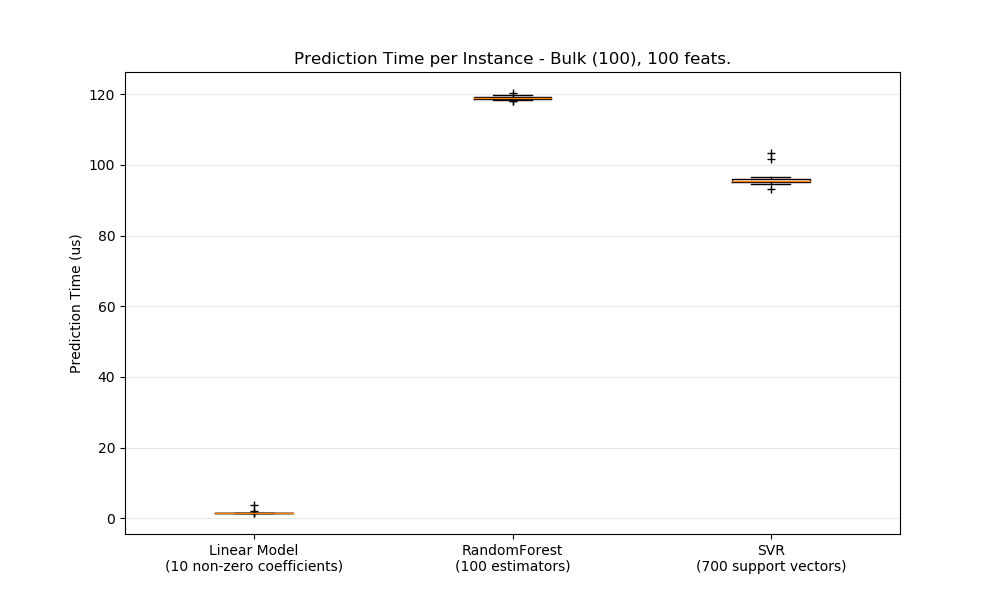 Prediction Time per Instance - Bulk (100), 100 feats.
Prediction Time (us)
120
100
80
60
40
20
0
Linear Model
(10 non-zero coefficients)
RandomForest
(100 estimators)
SVR
(700 support vectors)